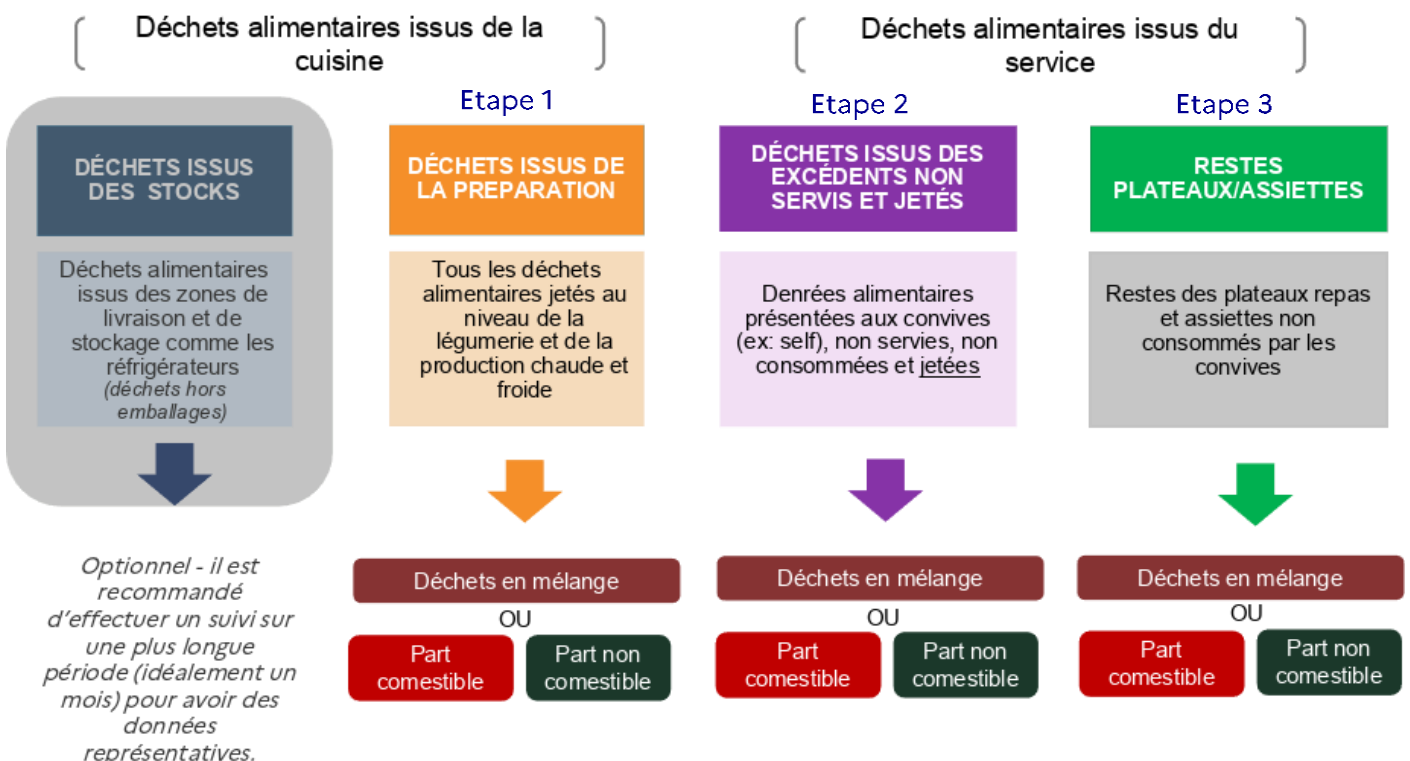 Déchets alimentaires issus de la
cuisine
Déchets alimentaires issus du
service
DÉCHETS ISSUS
DES STOCKS
Déchets alimentaires
issus des zones de
livraison et de
stockage comme les
réfrigérateurs
(déchets hors
emballages)
Optionnel - il est
recommandé
d'effectuer un suivi sur
une plus longue
période (idéalement un
mois) pour avoir des
données
représentatives.
Etape 1
DÉCHETS ISSUS DE
LA PREPARATION
Tous les déchets
alimentaires jetés au
niveau de la
légumerie et de la
production chaude et
froide
Déchets en mélange
OU
Part
comestible
Part non
comestible
Etape 2
DÉCHETS ISSUS DES
EXCÉDENTS NON
SERVIS ET JETÉS
Denrées alimentaires
présentées aux convives
(ex: self), non servies, non
consommées et jetées
Déchets en mélange
OU
Part
comestible
Part non
comestible
Etape 3
RESTES
PLATEAUX/ASSIETTES
Restes des plateaux repas
et assiettes non
consommés par les
convives
Déchets en mélange
OU
Part
comestible
Part non
comestible